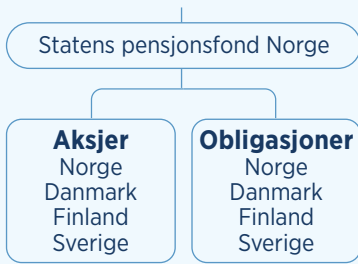 Statens pensjonsfond Norge
Aksjer
Norge
Danmark
Finland
Sverige
Obligasjoner
Norge
Danmark
Finland
Sverige